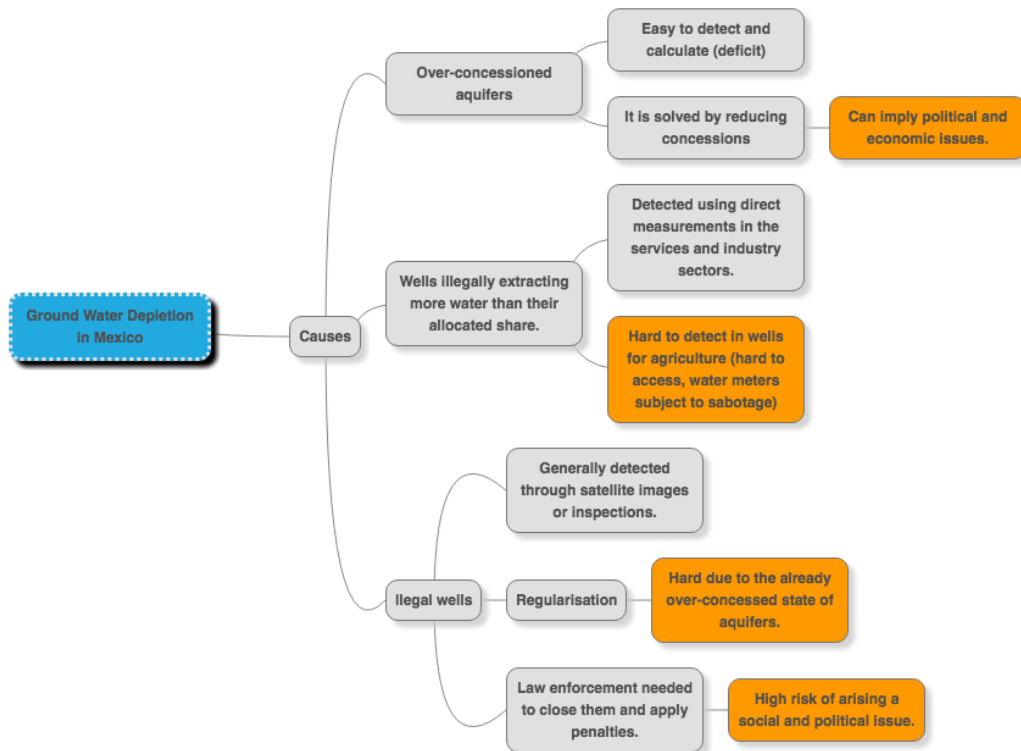 Ground Water Depletion
in Mexico
Causes
Over-concessioned
aquifers
Easy to detect and
calculate (deficit)
It is solved by reducing
concessions
Can imply political and
economic issues.
Wells illegally extracting
more water than their
allocated share.
Detected using direct
measurements in the
services and industry
sectors.
Hard to detect in wells
for agriculture (hard to
access, water meters
subject to sabotage)
Ilegal wells
Generally detected
through satellite images
or inspections.
Regularisation
Hard due to the already
over-concessed state of
aquifers.
Law enforcement needed
to close them and apply
penalties.
High risk of arising a
social and political issue.